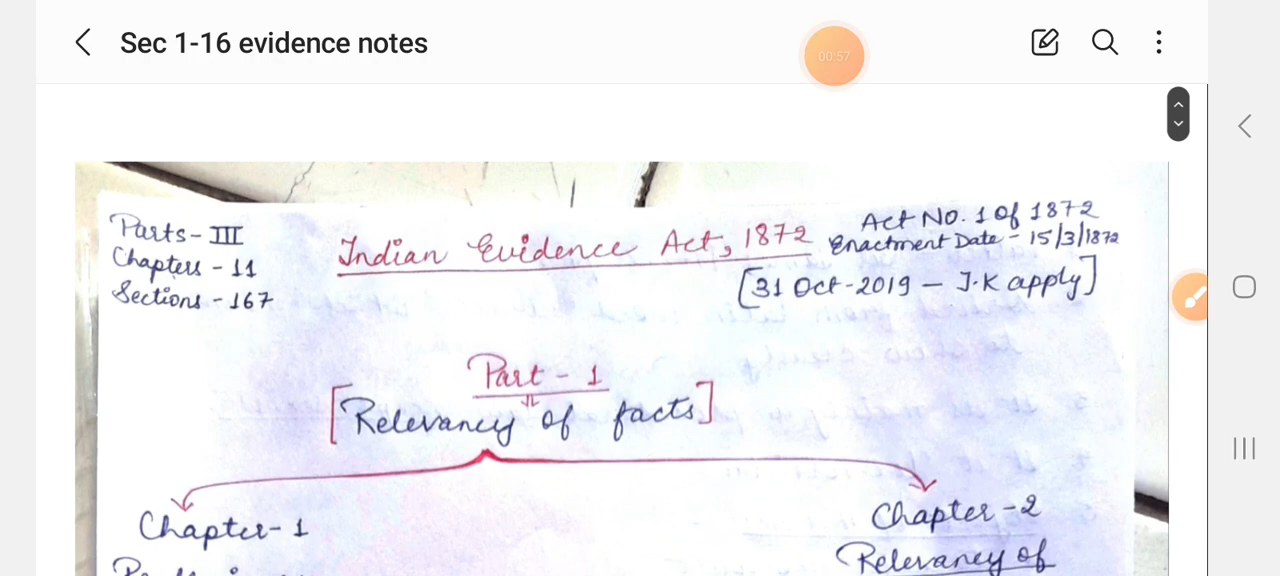 Sec 1-16 evidence notes
00:57
Parts - III
Chapters - 11
Sections - 167
Indian Evidence Act, 1872
Act No. 1 of 1872
Enactment Date - 15/3/1872
[31 Oct - 2019 - J.K apply]
Part - 1
[Relevancy of facts]
Chapter - 1
Chapter - 2
Relevancy of